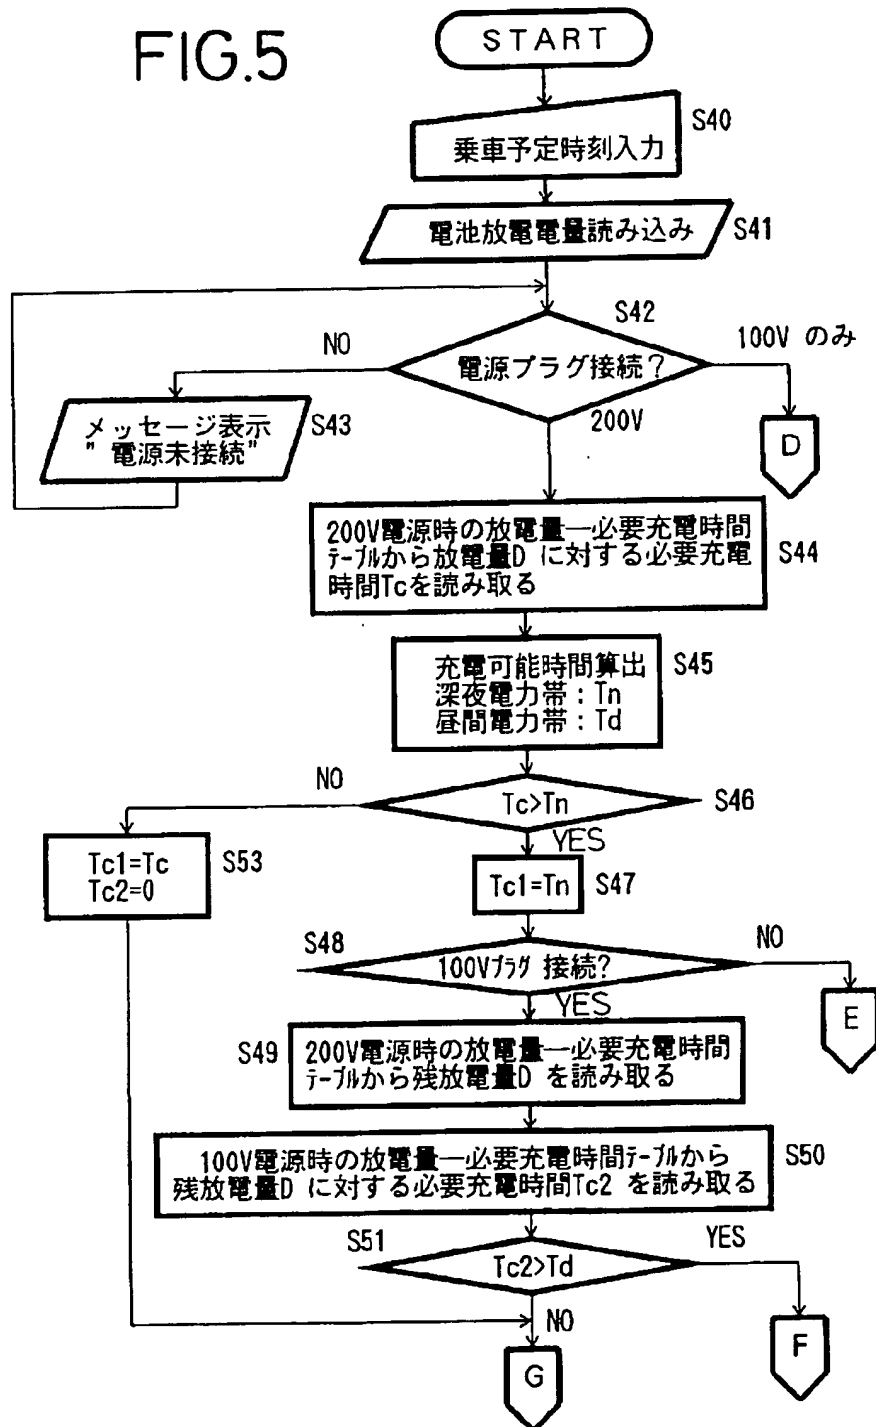 FIG.5
START
乗車予定時刻入力
S40
電池放電電量読み込み
S41
S42
電源プラグ接続?
NO
100V のみ
200V
D
メッセージ表示
" 電源未接続"
S43
200V電源時の放電量―必要充電時間
テーブルから放電量D に対する必要充電
時間Tcを読み取る
S44
充電可能時間算出
深夜電力帯:Tn
昼間電力帯:Td
S45
NO
Tc>Tn
S46
YES
Tc1=Tc
Tc2=0
S53
Tc1=Tn
S47
S48
100Vプラグ 接続?
NO
YES
E
S49
200V電源時の放電量―必要充電時間
テーブルから残放電量D を読み取る
100V電源時の放電量―必要充電時間テーブルから
残放電量D に対する必要充電時間Tc2 を読み取る
S50
S51
Tc2>Td
YES
NO
F
G